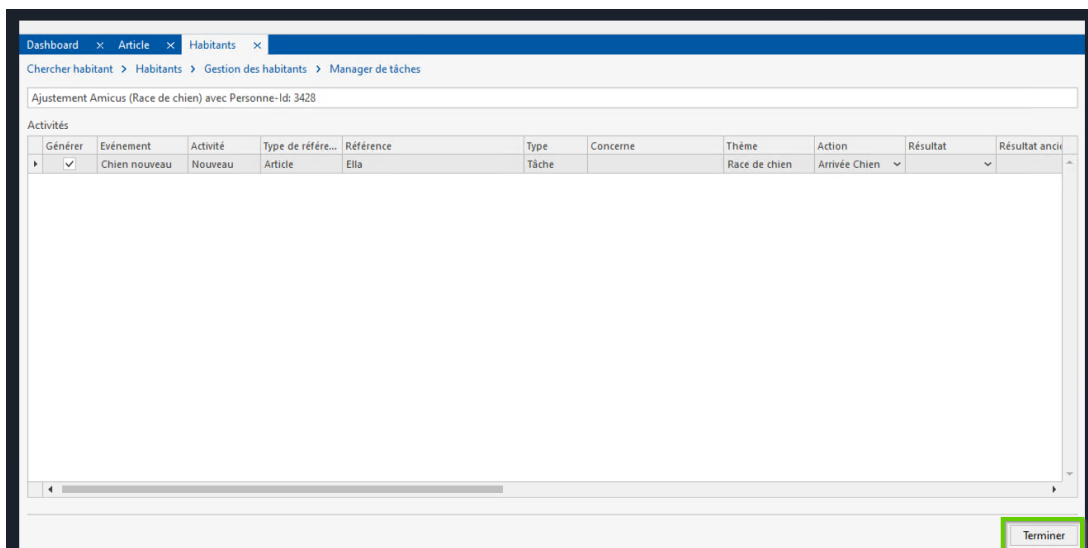 Dashboard × Article × Habitants ×
Chercher habitant > Habitants > Gestion des habitants > Manager de tâches
Ajustement Amicus (Race de chien) avec Personne-Id: 3428
Activités
Générer Evénement Activité Type de référe... Référence Type Concerne Thème Action Résultat Résultat ancie
Chien nouveau Nouveau Article Ella Tâche Race de chien Arrivée Chien
Terminer